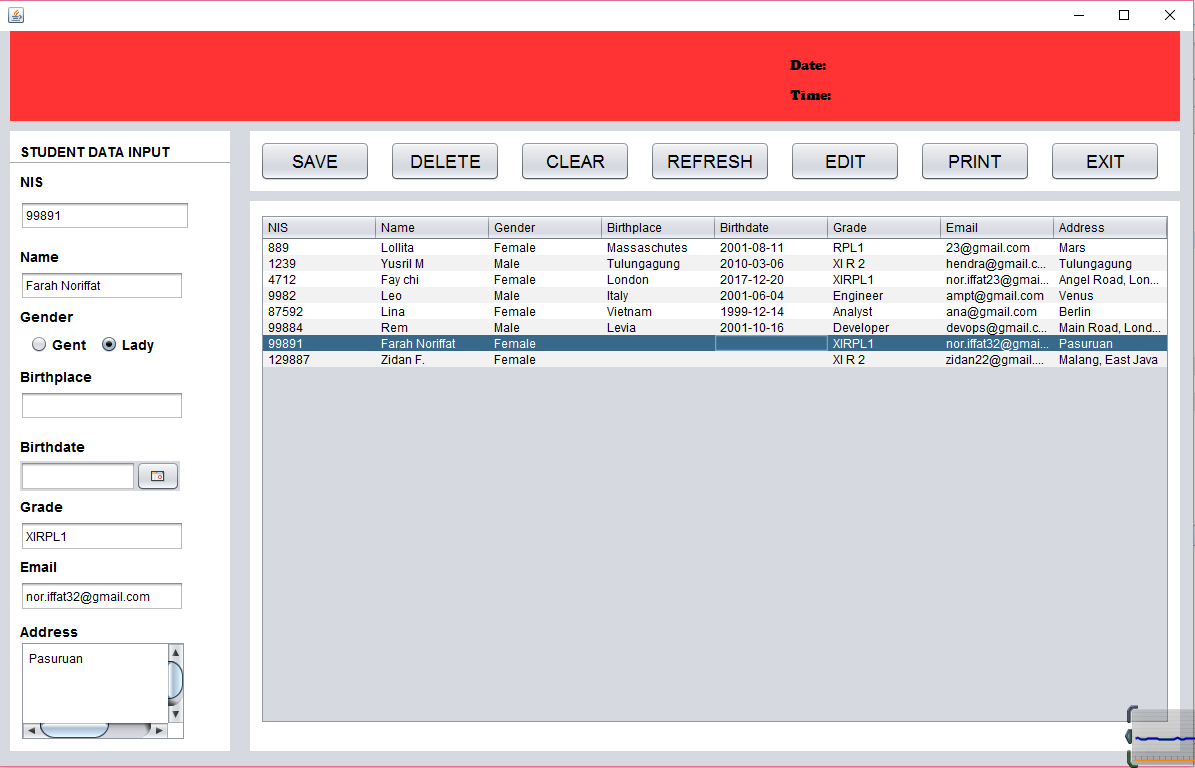 Date:
Time:
STUDENT DATA INPUT
NIS
99891
Name
Farah Noriffat
Gender
Gent Lady
Birthplace
Birthdate
Grade
XIRPL1
Email
nor.iffat32@gmail.com
Address
Pasuruan
SAVE DELETE CLEAR REFRESH EDIT PRINT EXIT
NIS Name Gender Birthplace Birthdate Grade Email Address
889 Lollita Female Massaschutes 2001-08-11 RPL1 23@gmail.com Mars
1239 Yusril M Male Tulungagung 2010-03-06 XI R 2 hendra@gmail.c... Tulungagung
4712 Fay chi Female London 2017-12-20 XIRPL1 nor.iffat23@gmai... Angel Road, Lon...
9982 Leo Male Italy 2001-06-04 Engineer ampt@gmail.com Venus
87592 Lina Female Vietnam 1999-12-14 Analyst ana@gmail.com Berlin
99884 Rem Male Levia 2001-10-16 Developer devops@gmail.c... Main Road, Lond...
99891 Farah Noriffat Female XIRPL1 nor.iffat32@gmai... Pasuruan
129887 Zidan F. Female XI R 2 zidan22@gmail.... Malang, East Java